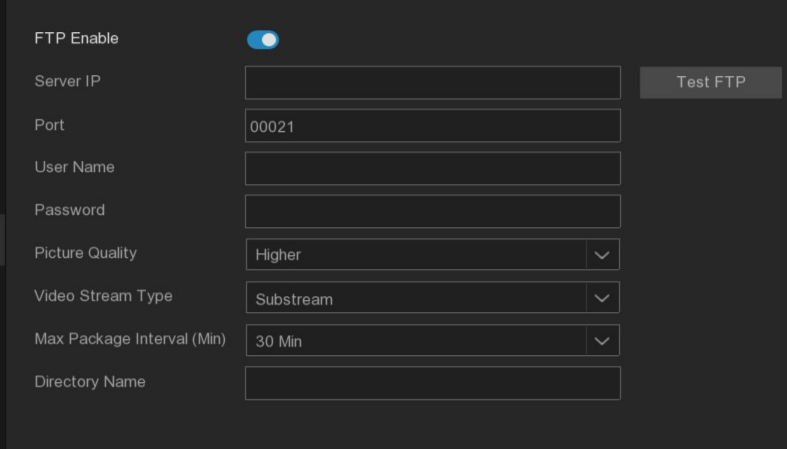 FTP Enable
Server IP Test FTP
Port 00021
User Name
Password
Picture Quality Higher
Video Stream Type Substream
Max Package Interval (Min) 30 Min
Directory Name